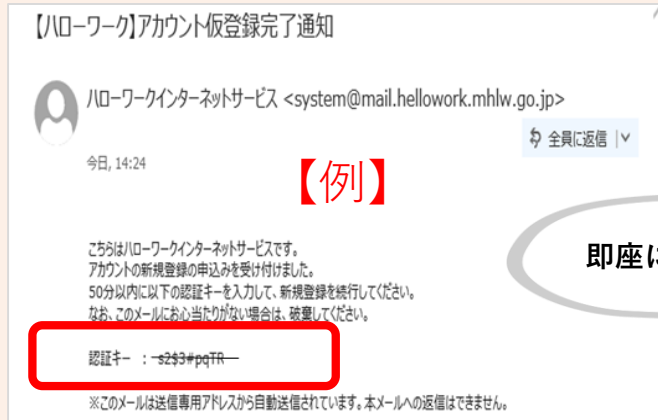 【ハローワーク】アカウント仮登録完了通知
ハローワークインターネットサービス <system@mail.hellowork.mhlw.go.jp>
全員に返信
今日, 14:24
【例】
即座に
こちらはハローワークインターネットサービスです。
アカウントの新規登録の申込みを受け付けました。
50分以内に以下の認証キーを入力して、新規登録を続行してください。
なお、このメールにお心当たりがない場合は、破棄してください。
認証キー ： s2$3#pqTR
※このメールは送信専用アドレスから自動送信されています。本メールへの返信はできません。